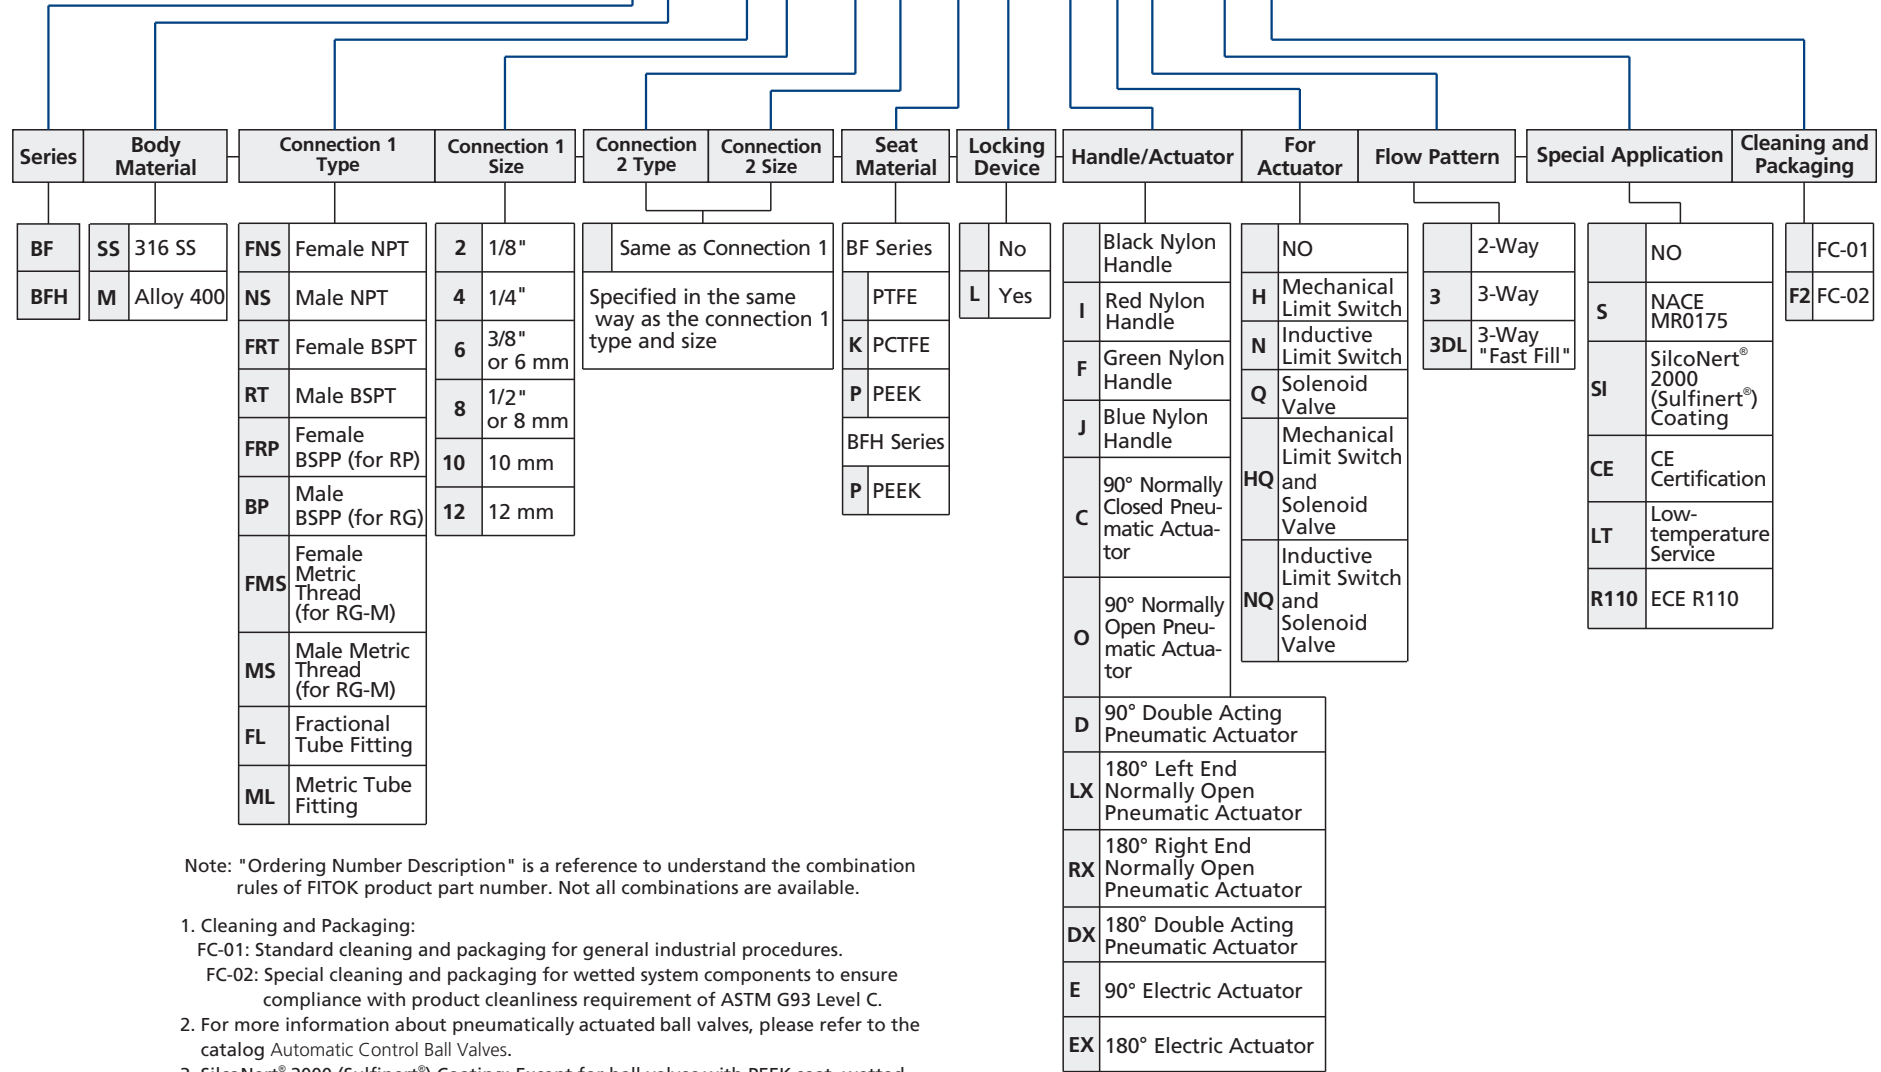 Series
Body
Material
Connection 1
Type
Connection 1
Size
Connection
2 Type
Connection
2 Size
Seat
Material
Locking
Device
Handle/Actuator
For
Actuator
Flow Pattern
Special Application
Cleaning and
Packaging
BF
BFH
SS 316 SS
M Alloy 400
FNS Female NPT
NS Male NPT
FRT Female BSPT
RT Male BSPT
FRP Female
BSPP (for RP)
BP Male
BSPP (for RG)
FMS Female
Metric
Thread
(for RG-M)
MS Male Metric
Thread
(for RG-M)
FL Fractional
Tube Fitting
ML Metric Tube
Fitting
2 1/8"
4 1/4"
6 3/8"
or 6 mm
8 1/2"
or 8 mm
10 10 mm
12 12 mm
Same as Connection 1
Specified in the same
way as the connection 1
type and size
BF Series
PTFE
K PCTFE
P PEEK
BFH Series
P PEEK
No
L Yes
Black Nylon
Handle
I Red Nylon
Handle
F Green Nylon
Handle
J Blue Nylon
Handle
C 90° Normally
Closed Pneu-
matic Actua-
tor
O 90° Normally
Open Pneu-
matic Actua-
tor
D 90° Double Acting
Pneumatic Actuator
LX 180° Left End
Normally Open
Pneumatic Actuator
RX 180° Right End
Normally Open
Pneumatic Actuator
DX 180° Double Acting
Pneumatic Actuator
E 90° Electric Actuator
EX 180° Electric Actuator
NO
H Mechanical
Limit Switch
N Inductive
Limit Switch
Q Solenoid
Valve
HQ Mechanical
Limit Switch
and
Solenoid
Valve
NQ Inductive
Limit Switch
and
Solenoid
Valve
2-Way
3 3-Way
3DL 3-Way
"Fast Fill"
NO
S NACE
MR0175
SI SilcoNert®
2000
(Sulfinert®)
Coating
CE CE
Certification
LT Low-
temperature
Service
R110 ECE R110
FC-01
F2 FC-02
Note: "Ordering Number Description" is a reference to understand the combination
rules of FITOK product part number. Not all combinations are available.
1. Cleaning and Packaging:
FC-01: Standard cleaning and packaging for general industrial procedures.
FC-02: Special cleaning and packaging for wetted system components to ensure
compliance with product cleanliness requirement of ASTM G93 Level C.
2. For more information about pneumatically actuated ball valves, please refer to the
catalog Automatic Control Ball Valves.
3. SilcoNert® 2000 (Sulfinert®) Coating: Except for ball valves with PEEK seat, wetted